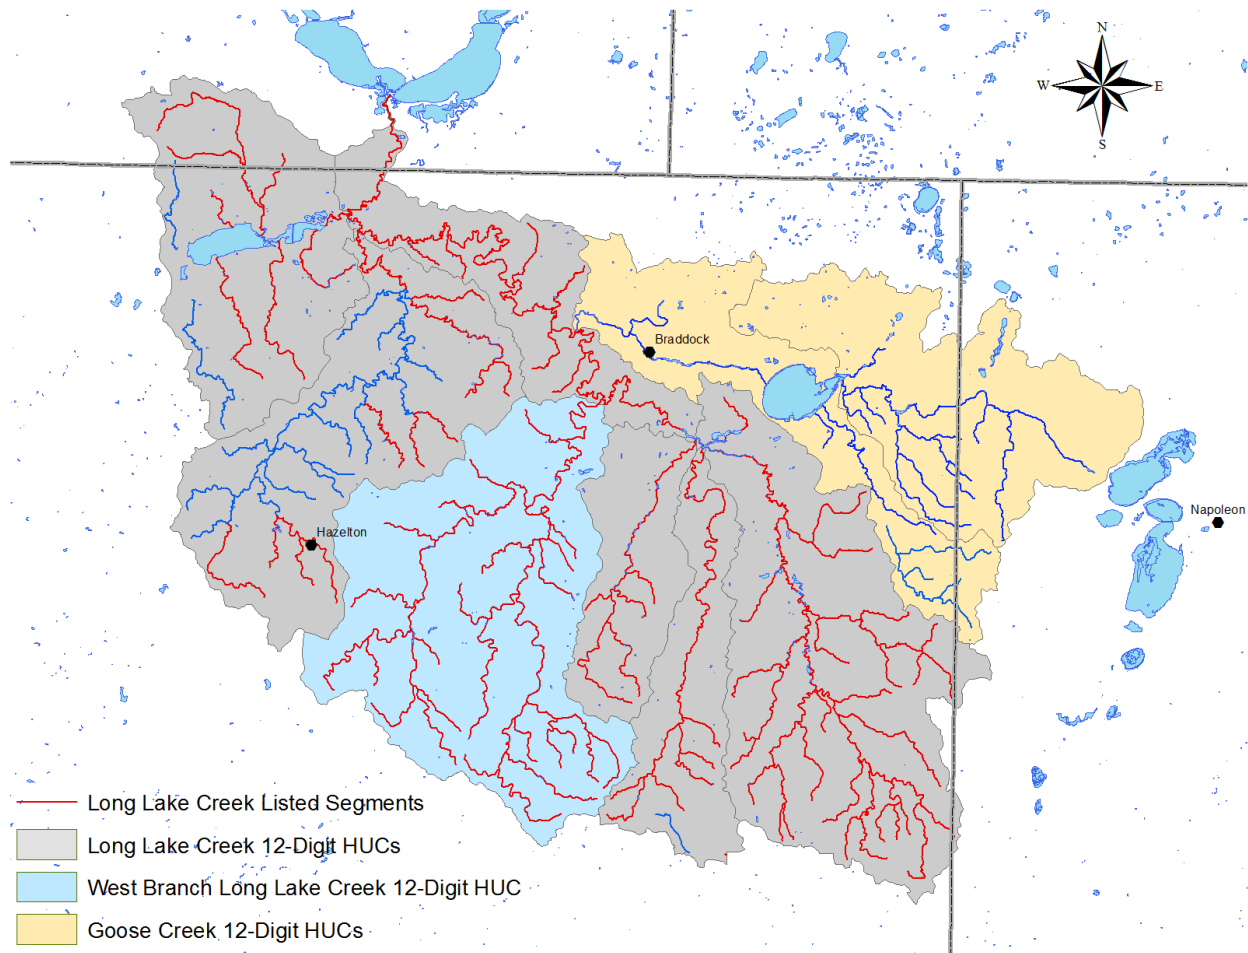 N
W
E
S
Braddock
Napoleon
Hazelton
Long Lake Creek Listed Segments
Long Lake Creek 12-Digit HUCs
West Branch Long Lake Creek 12-Digit HUC
Goose Creek 12-Digit HUCs